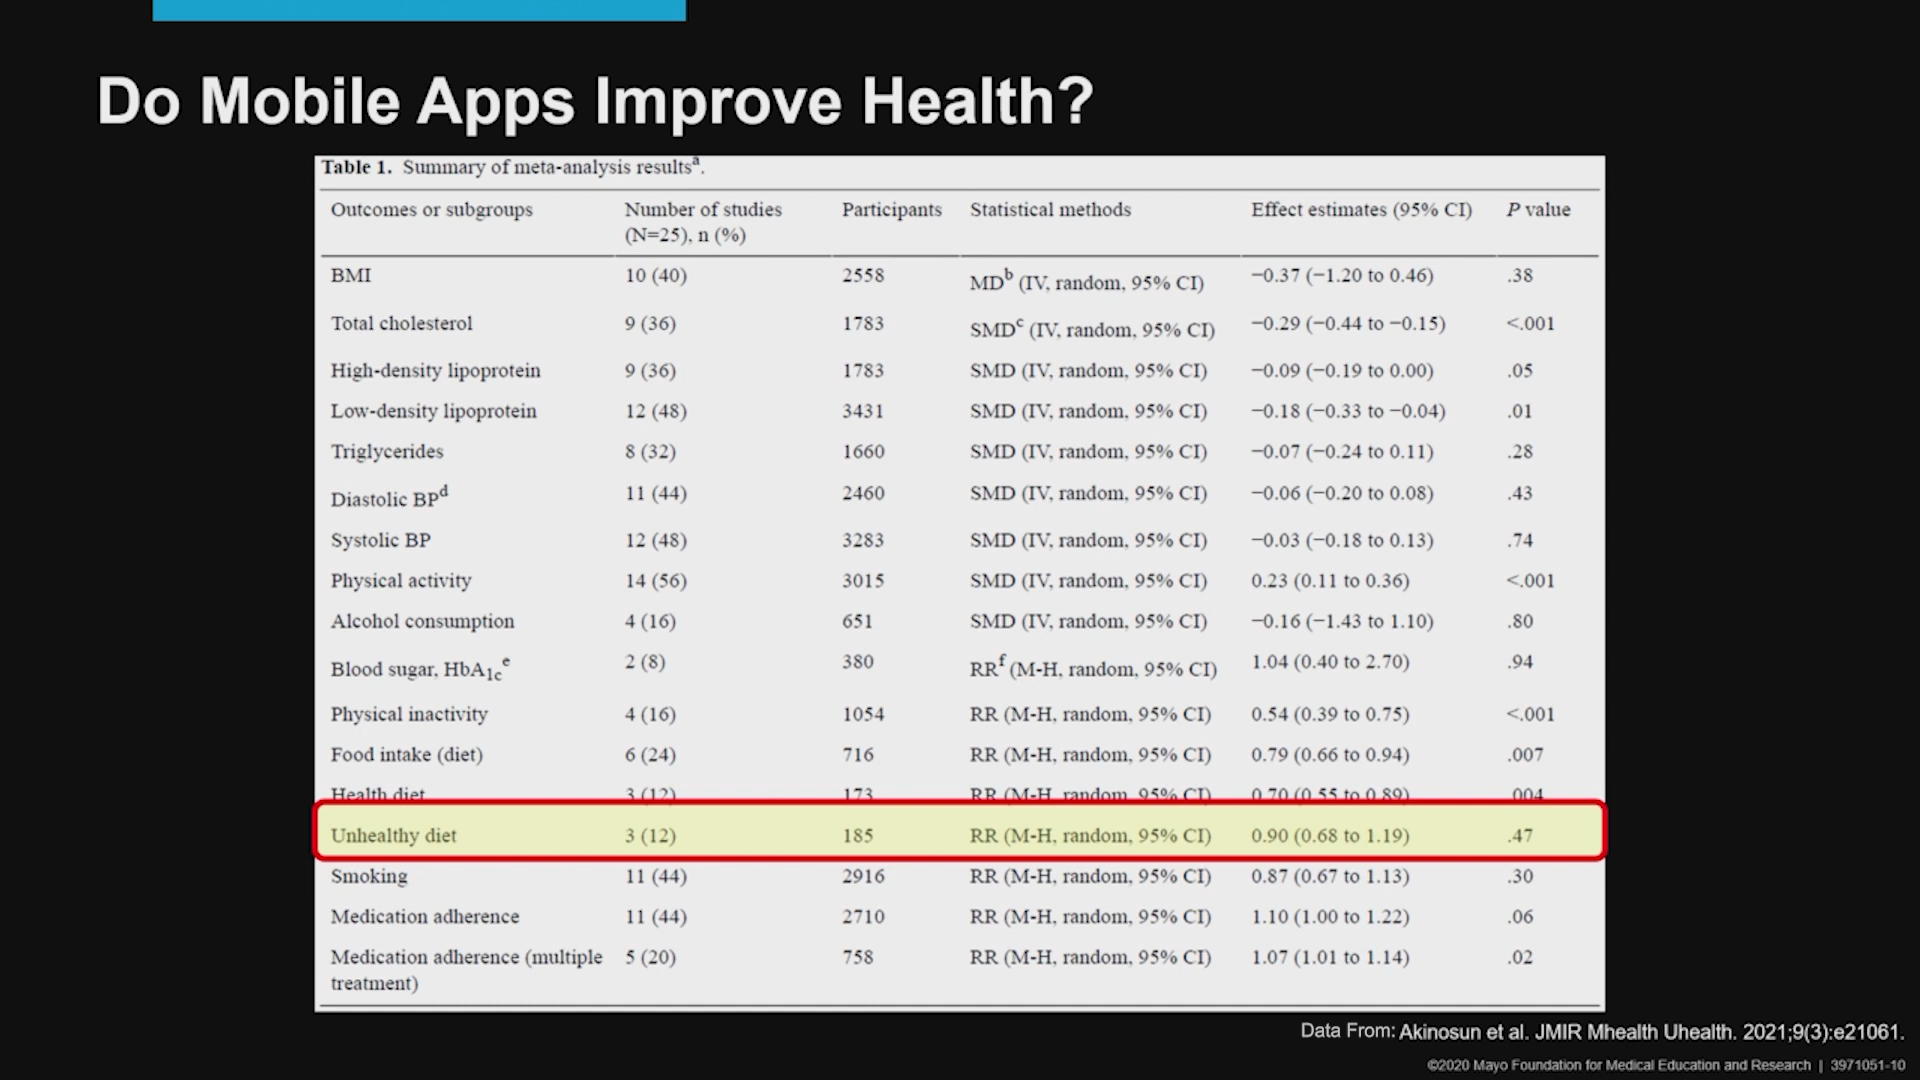 Do Mobile Apps Improve Health?
Table 1. Summary of meta-analysis resultsa.
Outcomes or subgroups Number of studies (N=25), n (%) Participants Statistical methods Effect estimates (95% CI) P value
BMI 10 (40) 2558 MDb (IV, random, 95% CI) −0.37 (−1.20 to 0.46) .38
Total cholesterol 9 (36) 1783 SMDc (IV, random, 95% CI) −0.29 (−0.44 to −0.15) <.001
High-density lipoprotein 9 (36) 1783 SMD (IV, random, 95% CI) −0.09 (−0.19 to 0.00) .05
Low-density lipoprotein 12 (48) 3431 SMD (IV, random, 95% CI) −0.18 (−0.33 to −0.04) .01
Triglycerides 8 (32) 1660 SMD (IV, random, 95% CI) −0.07 (−0.24 to 0.11) .28
Diastolic BPd 11 (44) 2460 SMD (IV, random, 95% CI) −0.06 (−0.20 to 0.08) .43
Systolic BP 12 (48) 3283 SMD (IV, random, 95% CI) −0.03 (−0.18 to 0.13) .74
Physical activity 14 (56) 3015 SMD (IV, random, 95% CI) 0.23 (0.11 to 0.36) <.001
Alcohol consumption 4 (16) 651 SMD (IV, random, 95% CI) −0.16 (−1.43 to 1.10) .80
Blood sugar, HbA1ce 2 (8) 380 RRf (M-H, random, 95% CI) 1.04 (0.40 to 2.70) .94
Physical inactivity 4 (16) 1054 RR (M-H, random, 95% CI) 0.54 (0.39 to 0.75) <.001
Food intake (diet) 6 (24) 716 RR (M-H, random, 95% CI) 0.79 (0.66 to 0.94) .007
Health diet 3 (12) 173 RR (M-H, random, 95% CI) 0.70 (0.55 to 0.89) .004
Unhealthy diet 3 (12) 185 RR (M-H, random, 95% CI) 0.90 (0.68 to 1.19) .47
Smoking 11 (44) 2916 RR (M-H, random, 95% CI) 0.87 (0.67 to 1.13) .30
Medication adherence 11 (44) 2710 RR (M-H, random, 95% CI) 1.10 (1.00 to 1.22) .06
Medication adherence (multiple treatment) 5 (20) 758 RR (M-H, random, 95% CI) 1.07 (1.01 to 1.14) .02
Data From: Akinosun et al. JMIR Mhealth Uhealth. 2021;9(3):e21061.
©2020 Mayo Foundation for Medical Education and Research | 3971051-10